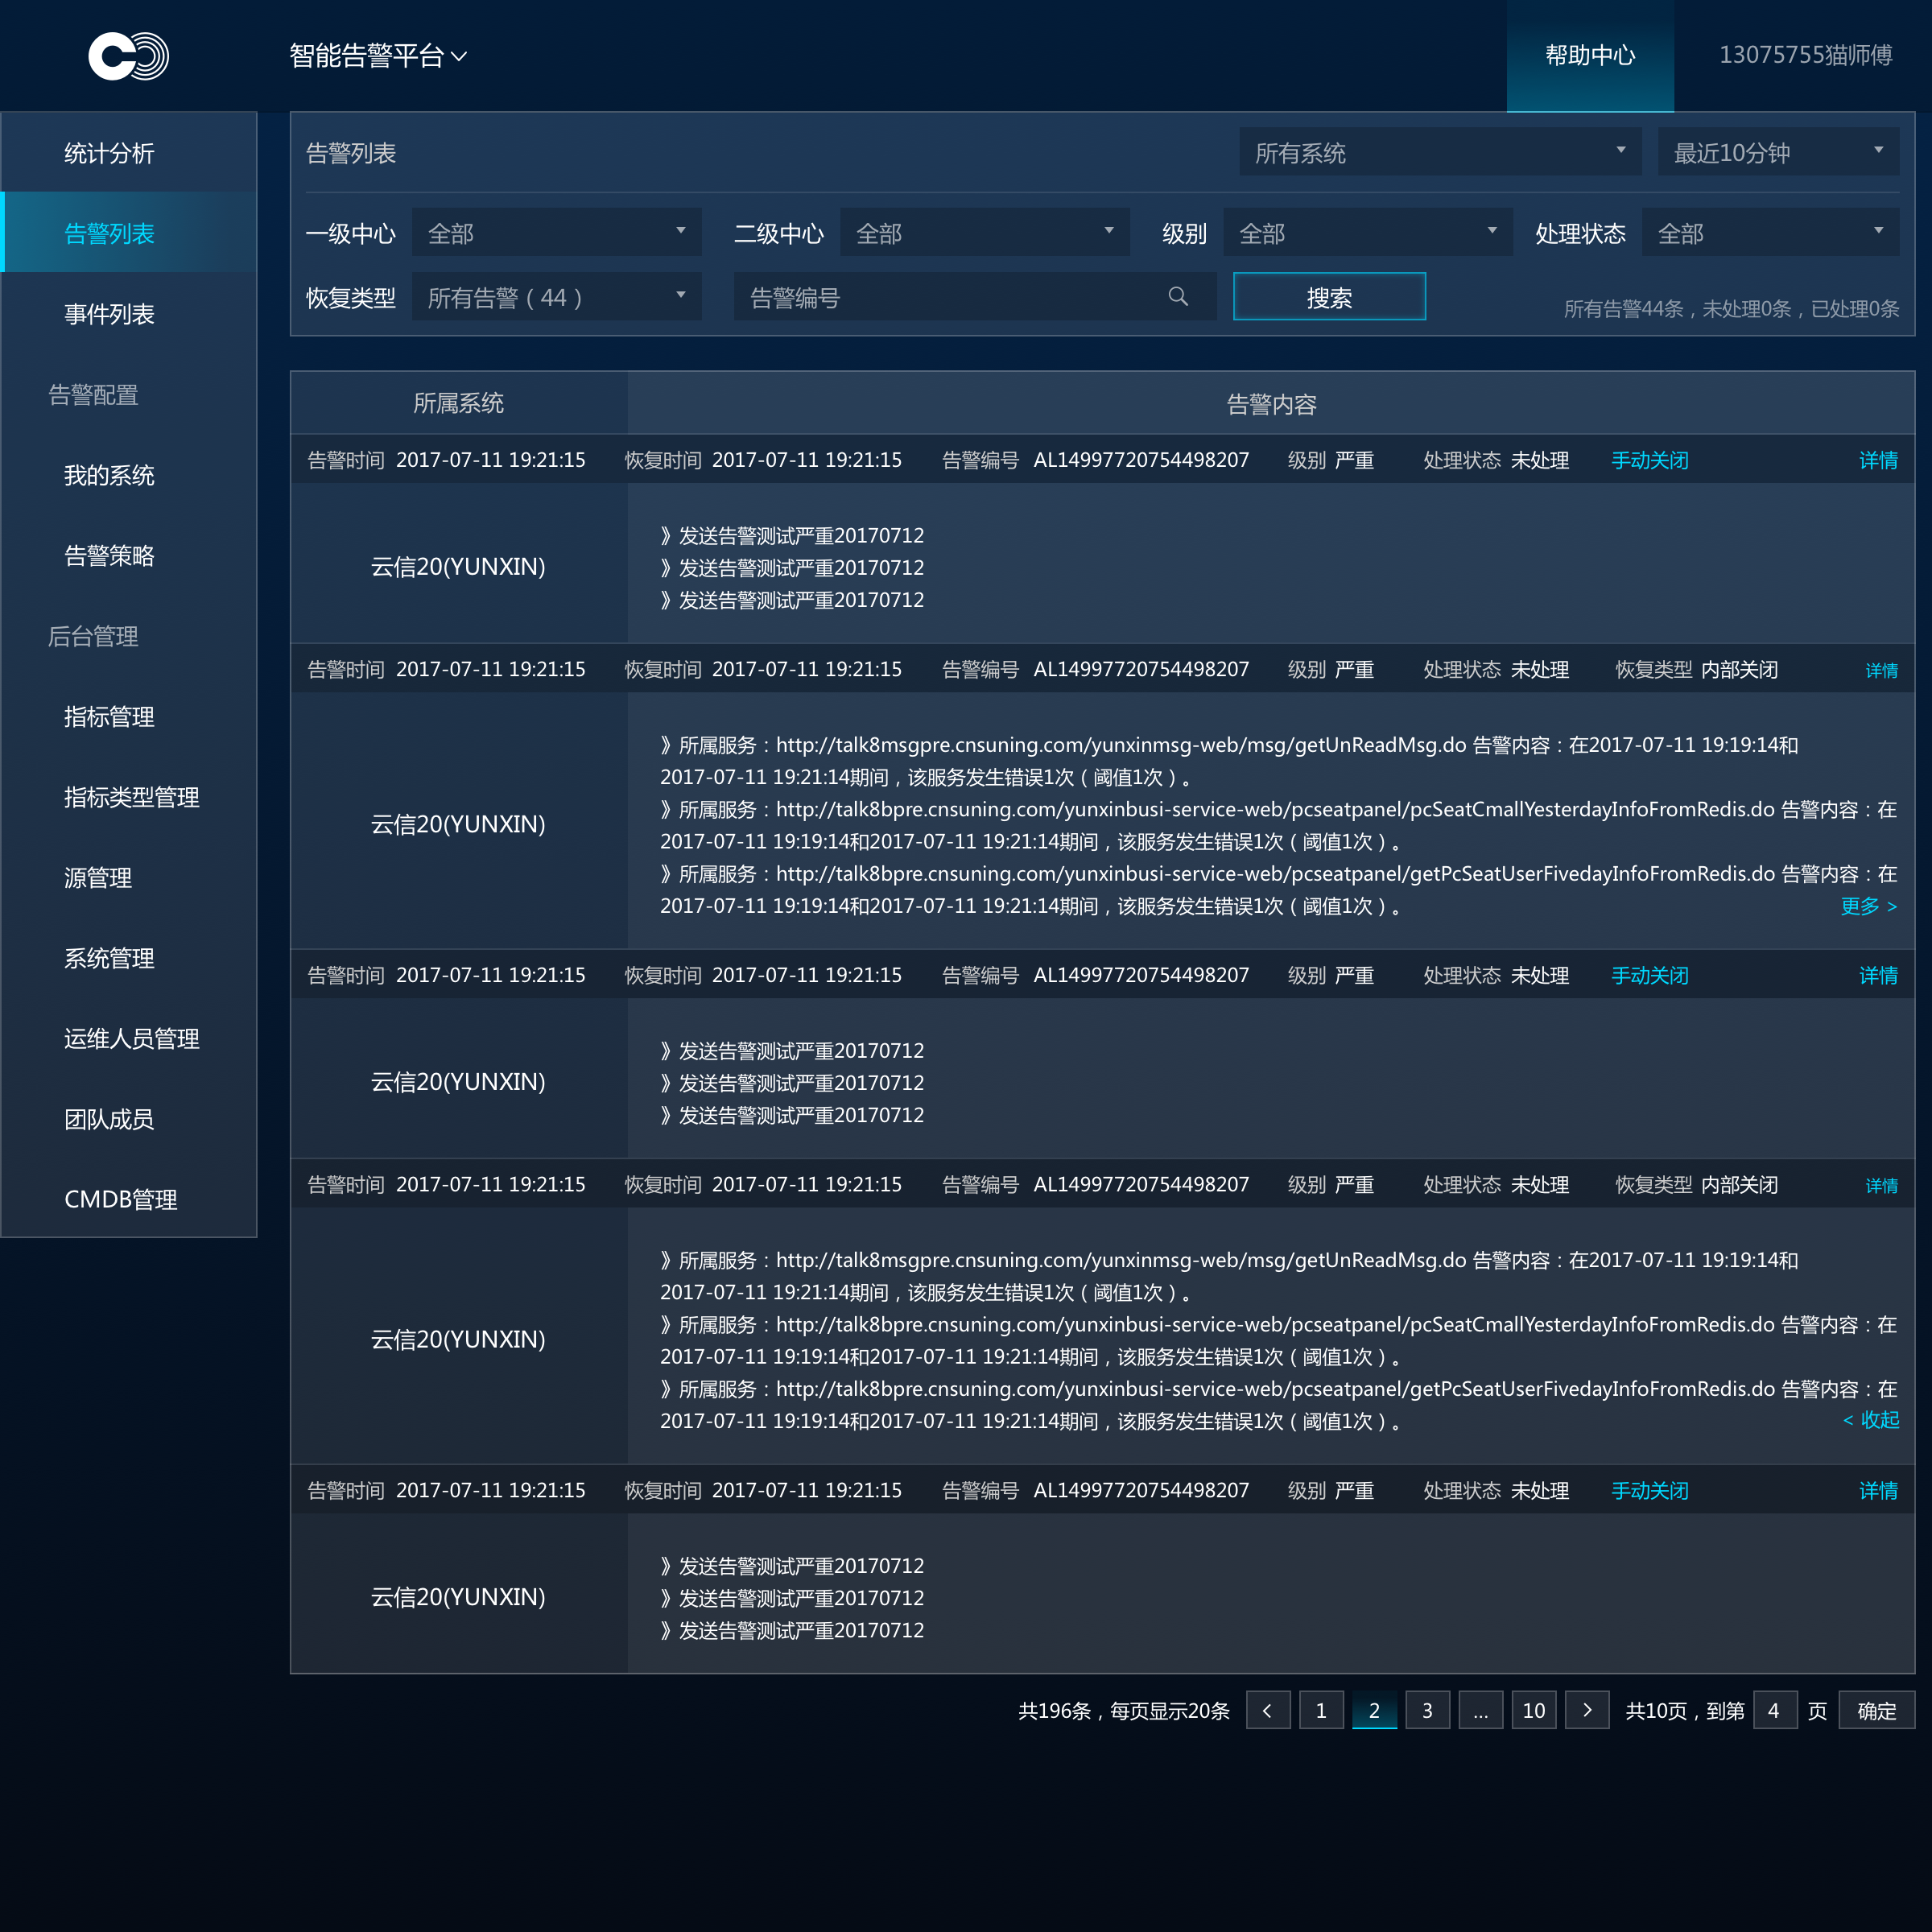 智能告警平台
帮助中心
13075755猫师傅
统计分析
告警列表
事件列表
告警配置
我的系统
告警策略
后台管理
指标管理
指标类型管理
源管理
系统管理
运维人员管理
团队成员
CMDB管理
告警列表 所有系统 最近10分钟
一级中心 全部 二级中心 全部 级别 全部 处理状态 全部
恢复类型 所有告警（44） 告警编号 搜索 所有告警44条，未处理0条，已处理0条
所属系统 告警内容
告警时间 2017-07-11 19:21:15 恢复时间 2017-07-11 19:21:15 告警编号 AL14997720754498207 级别 严重 处理状态 未处理 手动关闭 详情
云信20(YUNXIN)
》发送告警测试严重20170712
》发送告警测试严重20170712
》发送告警测试严重20170712
告警时间 2017-07-11 19:21:15 恢复时间 2017-07-11 19:21:15 告警编号 AL14997720754498207 级别 严重 处理状态 未处理 恢复类型 内部关闭 详情
云信20(YUNXIN)
》所属服务：http://talk8msgpre.cnsuning.com/yunxinmsg-web/msg/getUnReadMsg.do 告警内容：在2017-07-11 19:19:14和
2017-07-11 19:21:14期间，该服务发生错误1次（阈值1次）。
》所属服务：http://talk8bpre.cnsuning.com/yunxinbusi-service-web/pcseatpanel/pcSeatCmallYesterdayInfoFromRedis.do 告警内容：在
2017-07-11 19:19:14和2017-07-11 19:21:14期间，该服务发生错误1次（阈值1次）。
》所属服务：http://talk8bpre.cnsuning.com/yunxinbusi-service-web/pcseatpanel/getPcSeatUserFivedayInfoFromRedis.do 告警内容：在
2017-07-11 19:19:14和2017-07-11 19:21:14期间，该服务发生错误1次（阈值1次）。 更多 >
告警时间 2017-07-11 19:21:15 恢复时间 2017-07-11 19:21:15 告警编号 AL14997720754498207 级别 严重 处理状态 未处理 手动关闭 详情
云信20(YUNXIN)
》发送告警测试严重20170712
》发送告警测试严重20170712
》发送告警测试严重20170712
告警时间 2017-07-11 19:21:15 恢复时间 2017-07-11 19:21:15 告警编号 AL14997720754498207 级别 严重 处理状态 未处理 恢复类型 内部关闭 详情
云信20(YUNXIN)
》所属服务：http://talk8msgpre.cnsuning.com/yunxinmsg-web/msg/getUnReadMsg.do 告警内容：在2017-07-11 19:19:14和
2017-07-11 19:21:14期间，该服务发生错误1次（阈值1次）。
》所属服务：http://talk8bpre.cnsuning.com/yunxinbusi-service-web/pcseatpanel/pcSeatCmallYesterdayInfoFromRedis.do 告警内容：在
2017-07-11 19:19:14和2017-07-11 19:21:14期间，该服务发生错误1次（阈值1次）。
》所属服务：http://talk8bpre.cnsuning.com/yunxinbusi-service-web/pcseatpanel/getPcSeatUserFivedayInfoFromRedis.do 告警内容：在
2017-07-11 19:19:14和2017-07-11 19:21:14期间，该服务发生错误1次（阈值1次）。 < 收起
告警时间 2017-07-11 19:21:15 恢复时间 2017-07-11 19:21:15 告警编号 AL14997720754498207 级别 严重 处理状态 未处理 手动关闭 详情
云信20(YUNXIN)
》发送告警测试严重20170712
》发送告警测试严重20170712
》发送告警测试严重20170712
共196条，每页显示20条 < 1 2 3 ... 10 > 共10页，到第 4 页 确定